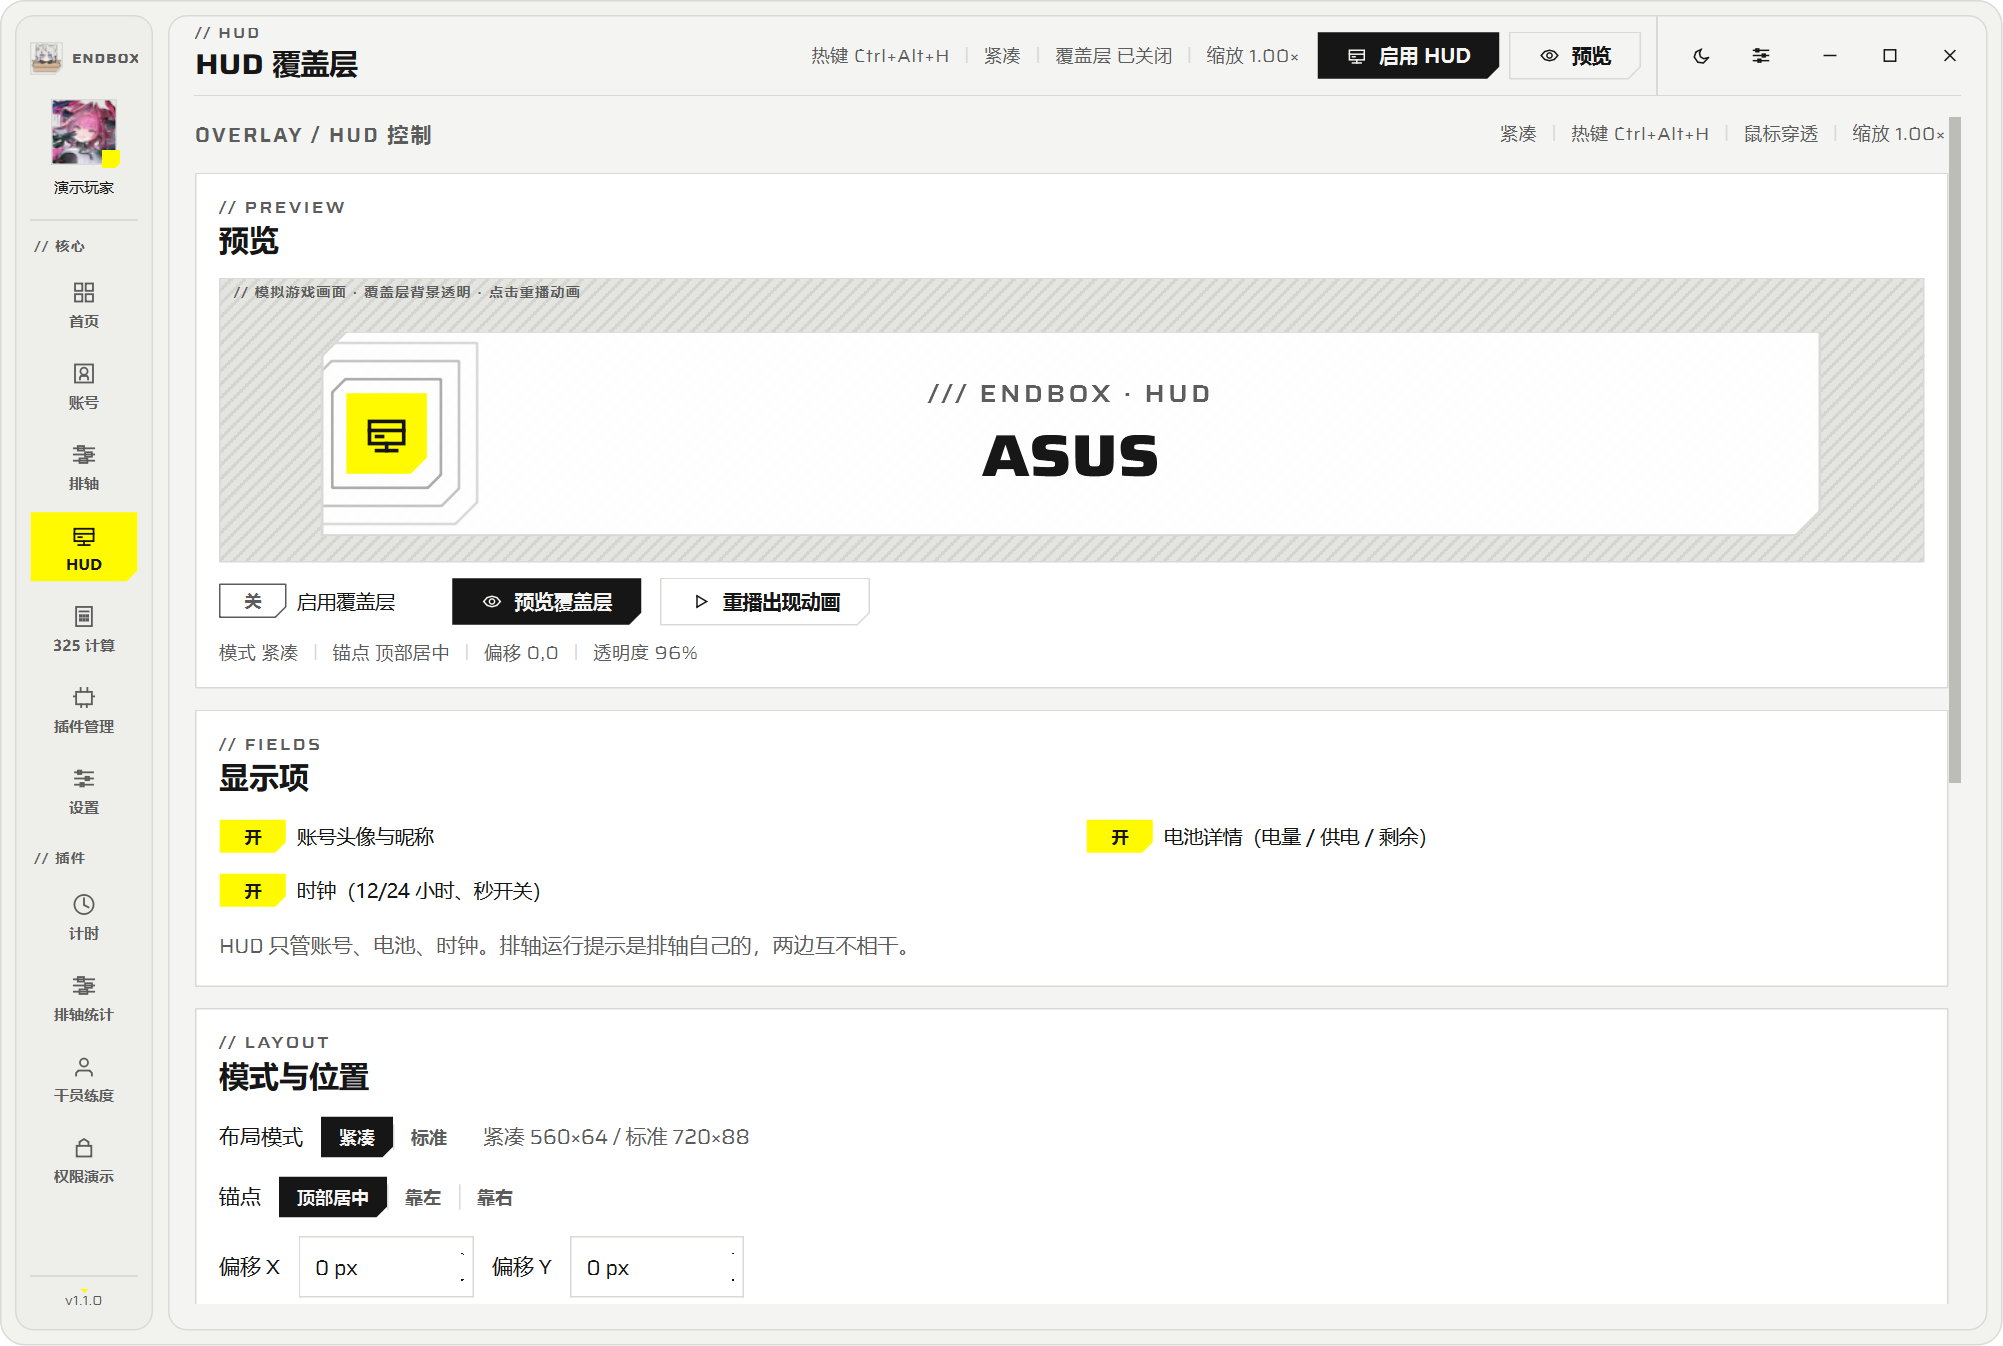 ENDBOX
演示玩家
// 核心
首页
账号
排轴
HUD
325 计算
插件管理
设置
// 插件
计时
排轴统计
干员练度
权限演示
v1.1.0
// HUD
HUD 覆盖层
热键 Ctrl+Alt+H
紧凑
覆盖层 已关闭
缩放 1.00×
启用 HUD
预览
OVERLAY / HUD 控制
紧凑
热键 Ctrl+Alt+H
鼠标穿透
缩放 1.00×
// PREVIEW
预览
// 模拟游戏画面 · 覆盖层背景透明 · 点击重播动画
/// ENDBOX · HUD
ASUS
关 启用覆盖层
预览覆盖层
重播出现动画
模式 紧凑
锚点 顶部居中
偏移 0,0
透明度 96%
// FIELDS
显示项
开 账号头像与昵称
开 电池详情（电量 / 供电 / 剩余）
开 时钟（12/24 小时、秒开关）
HUD 只管账号、电池、时钟。排轴运行提示是排轴自己的，两边互不相干。
// LAYOUT
模式与位置
布局模式 紧凑 标准 紧凑 560×64 / 标准 720×88
锚点 顶部居中 靠左 靠右
偏移 X 0 px 偏移 Y 0 px